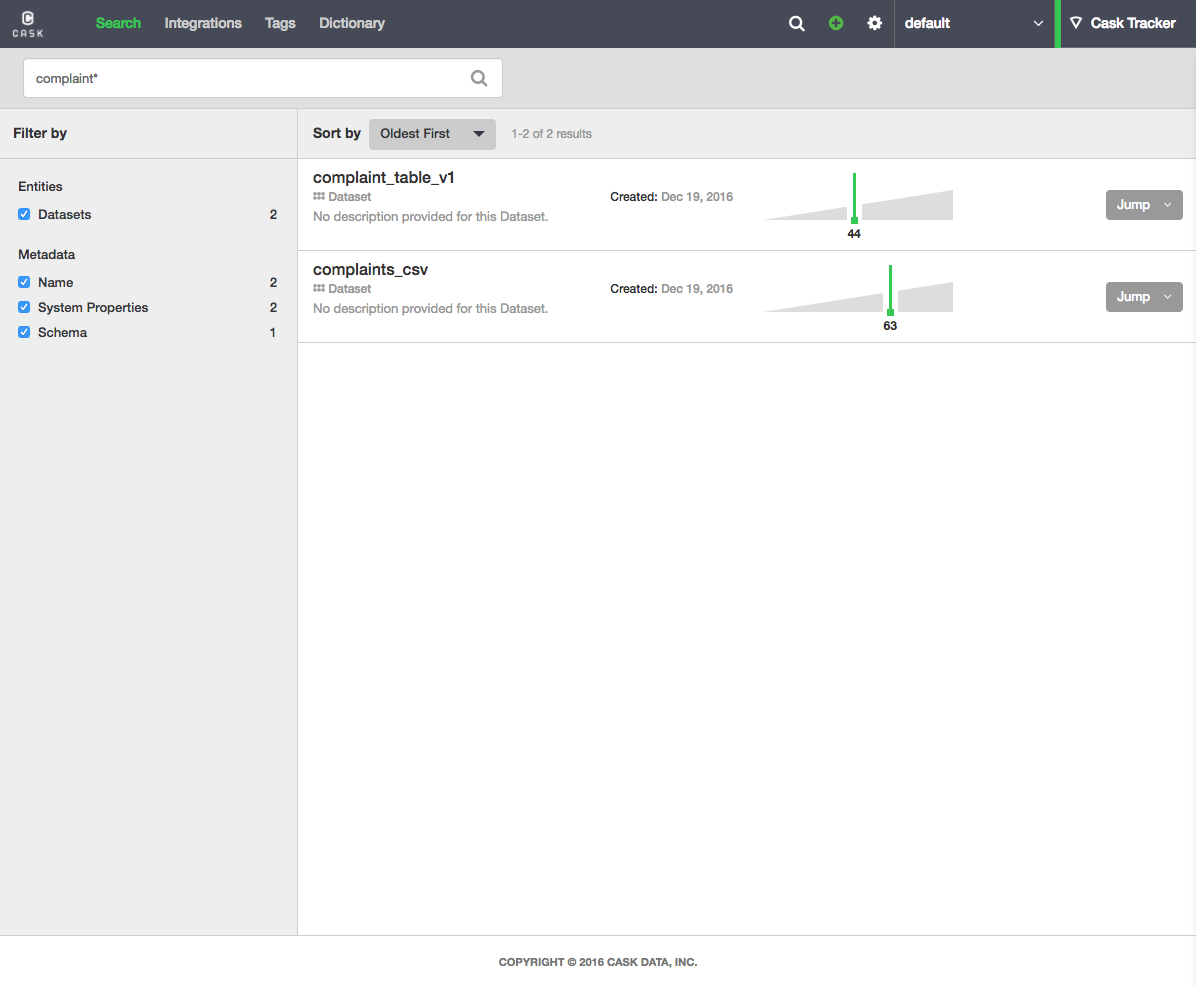 CASK Search Integrations Tags Dictionary default Cask Tracker
complaint*
Filter by
Sort by Oldest First 1-2 of 2 results
Entities
Datasets 2
Metadata
Name 2
System Properties 2
Schema 1
complaint_table_v1
Dataset
No description provided for this Dataset.
Created: Dec 19, 2016
44
Jump
complaints_csv
Dataset
No description provided for this Dataset.
Created: Dec 19, 2016
63
Jump
COPYRIGHT © 2016 CASK DATA, INC.